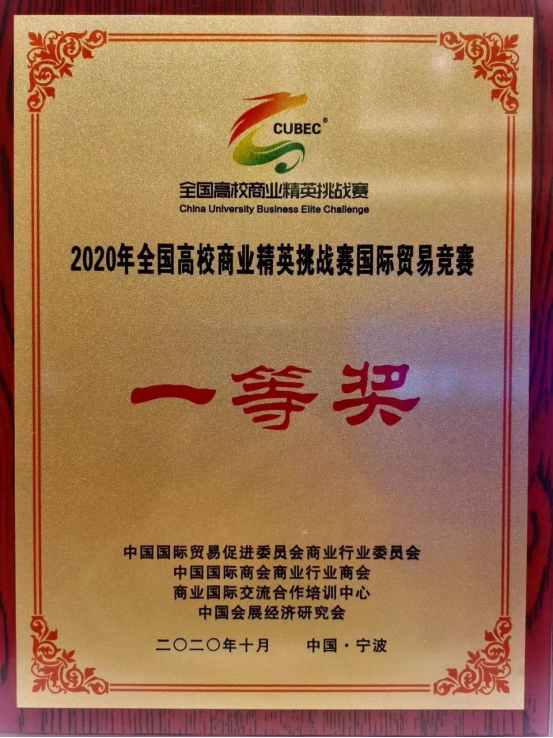 CUBEC®
全国高校商业精英挑战赛
China University Business Elite Challenge
2020年全国高校商业精英挑战赛国际贸易竞赛
一等奖
中国国际贸易促进委员会商业行业委员会
中国国际商会商业行业商会
商业国际交流合作培训中心
中国会展经济研究会
二〇二〇年十月 中国·宁波